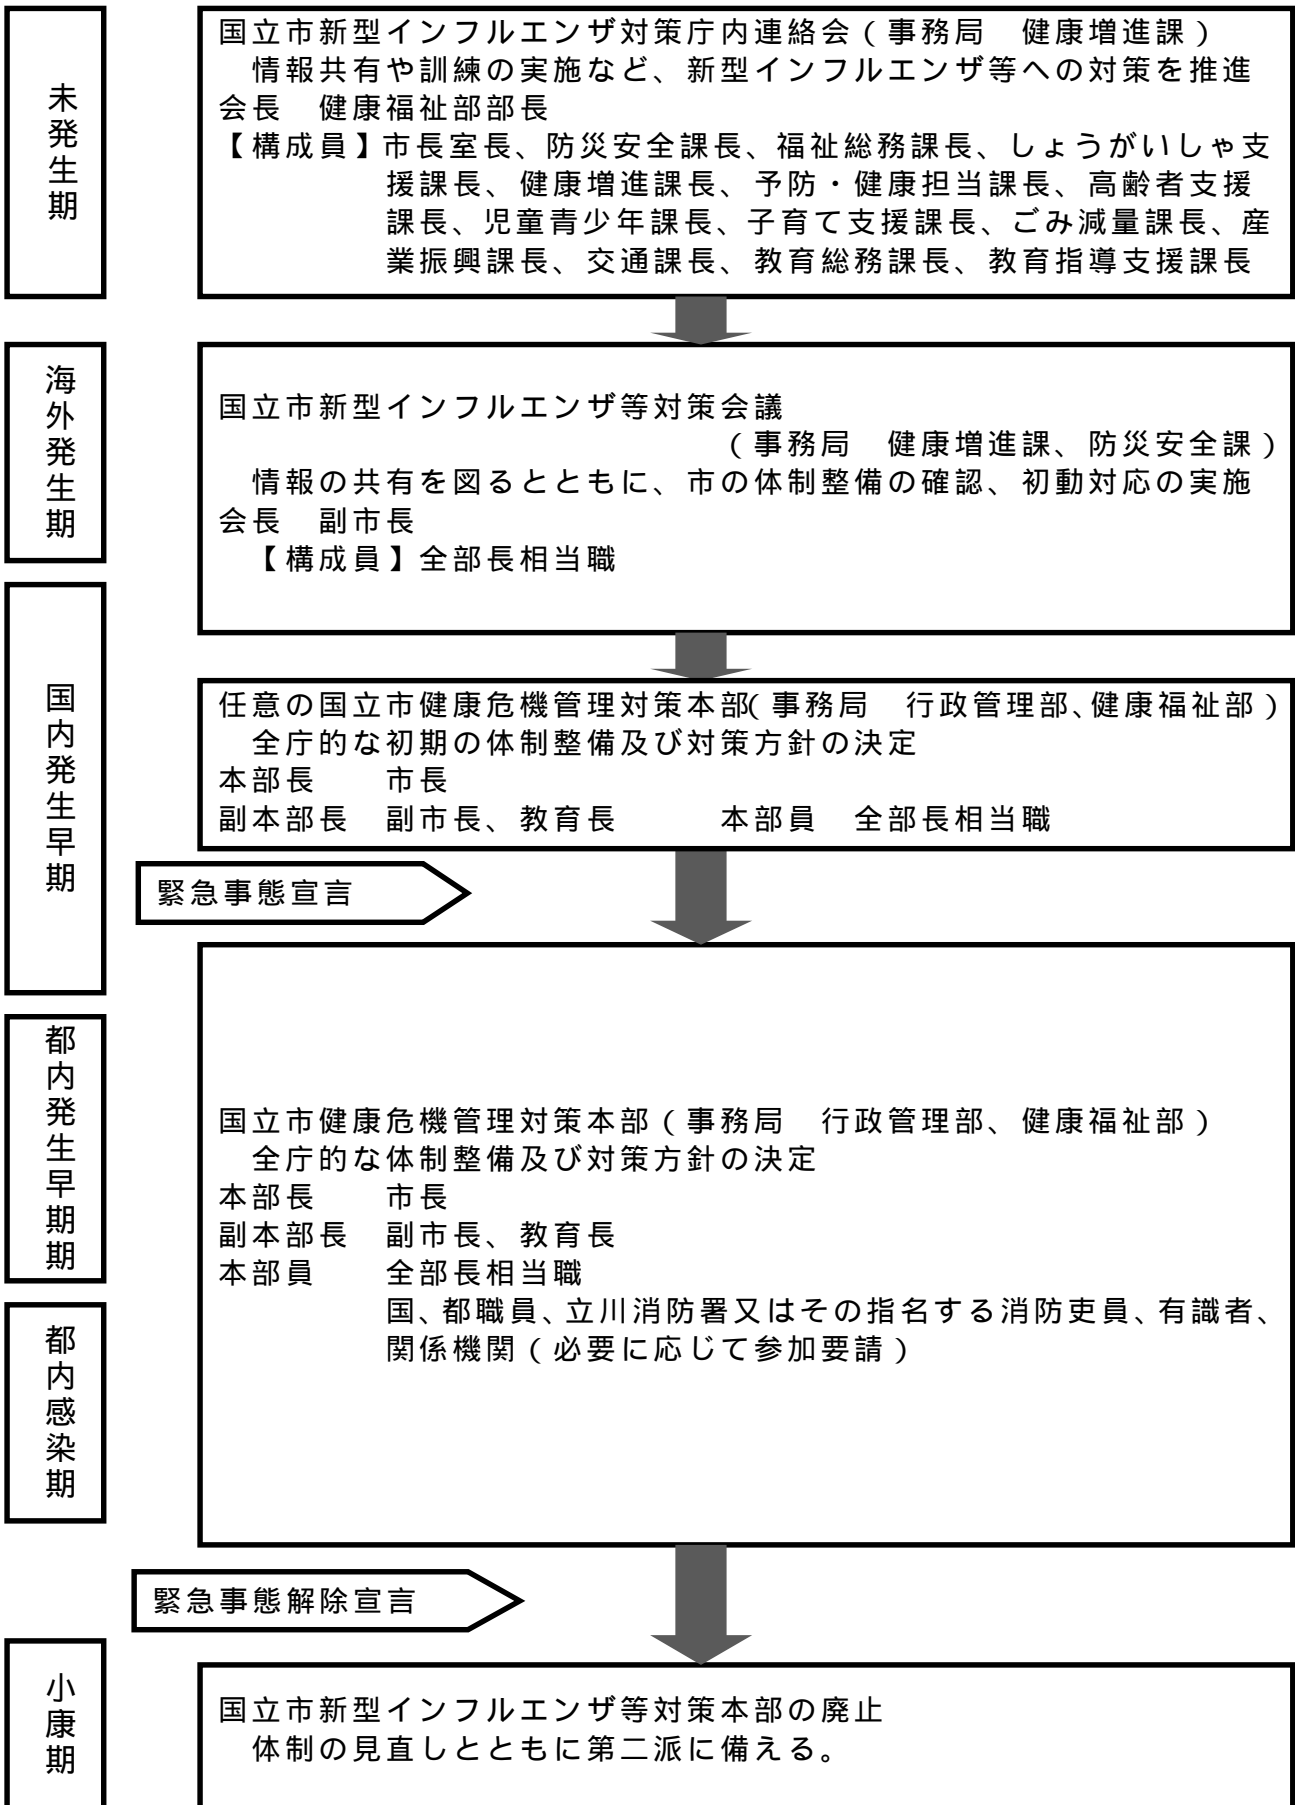 未発生期
国立市新型インフルエンザ対策庁内連絡会(事務局　健康増進課)
情報共有や訓練の実施など、新型インフルエンザ等への対策を推進
会長　健康福祉部部長
【構成員】市長室長、防災安全課長、福祉総務課長、しょうがいしゃ支
援課長、健康増進課長、予防・健康担当課長、高齢者支援
課長、児童青少年課長、子育て支援課長、ごみ減量課長、産
業振興課長、交通課長、教育総務課長、教育指導支援課長
海外発生期
国立市新型インフルエンザ等対策会議
(事務局　健康増進課、防災安全課)
情報の共有を図るとともに、市の体制整備の確認、初動対応の実施
会長　副市長
【構成員】全部長相当職
国内発生早期
任意の国立市健康危機管理対策本部(事務局　行政管理部、健康福祉部)
全庁的な初期の体制整備及び対策方針の決定
本部長　　市長
副本部長　副市長、教育長　　　本部員　全部長相当職
緊急事態宣言
都内発生早期期
都内感染期
国立市健康危機管理対策本部(事務局　行政管理部、健康福祉部)
全庁的な体制整備及び対策方針の決定
本部長　　市長
副本部長　副市長、教育長
本部員　　全部長相当職
国、都職員、立川消防署又はその指名する消防吏員、有識者、
関係機関(必要に応じて参加要請)
緊急事態解除宣言
小康期
国立市新型インフルエンザ等対策本部の廃止
体制の見直しとともに第二派に備える。